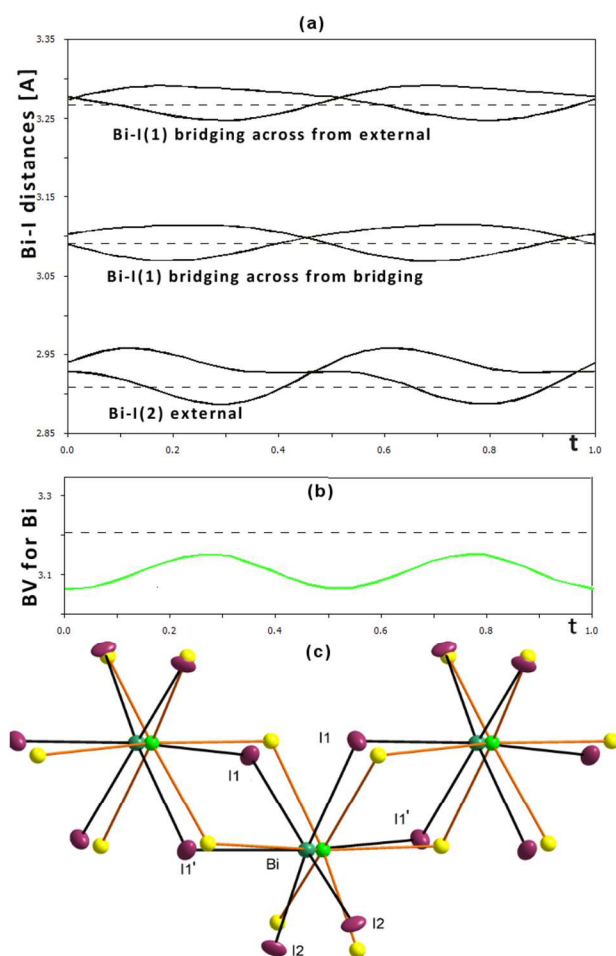 (a)
Bi-I distances [A]
3.35
3.25
3.15
3.05
2.95
2.85
Bi-I(1) bridging across from external
Bi-I(1) bridging across from bridging
Bi-I(2) external
0.0 0.2 0.4 0.6 0.8 t 1.0
(b)
BV for Bi
3.3
3.1
0.0 0.2 0.4 0.6 0.8 t 1.0
(c)
I1
I1
I1'
Bi
I1'
I2
I2